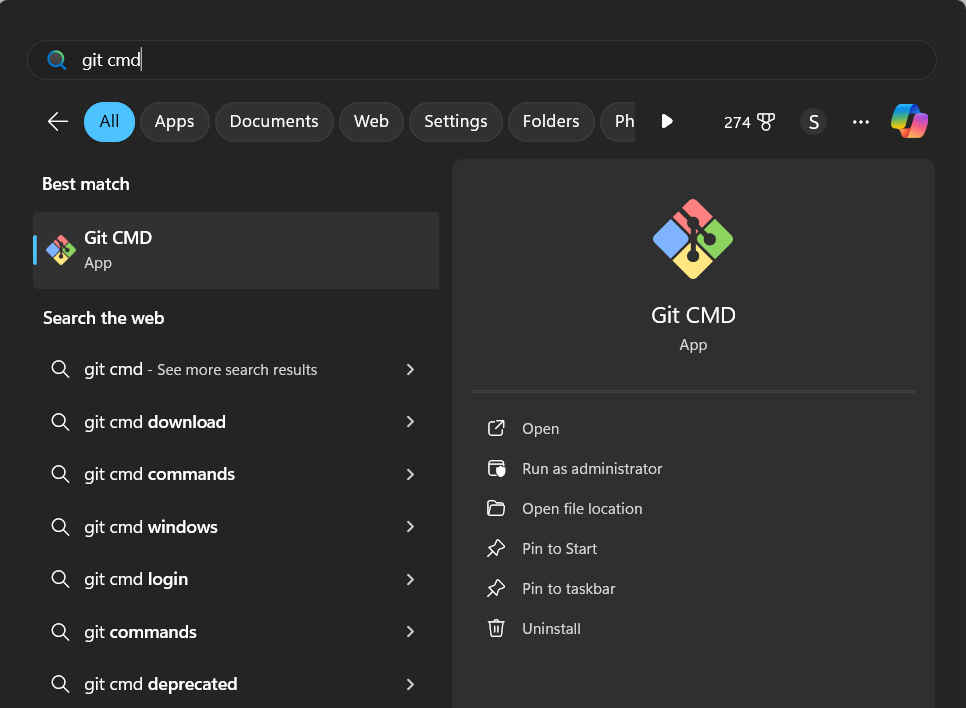 git cmd
All Apps Documents Web Settings Folders Ph 274 S
Best match
Git CMD
App
Search the web
git cmd - See more search results
git cmd download
git cmd commands
git cmd windows
git cmd login
git commands
git cmd deprecated
Git CMD
App
Open
Run as administrator
Open file location
Pin to Start
Pin to taskbar
Uninstall